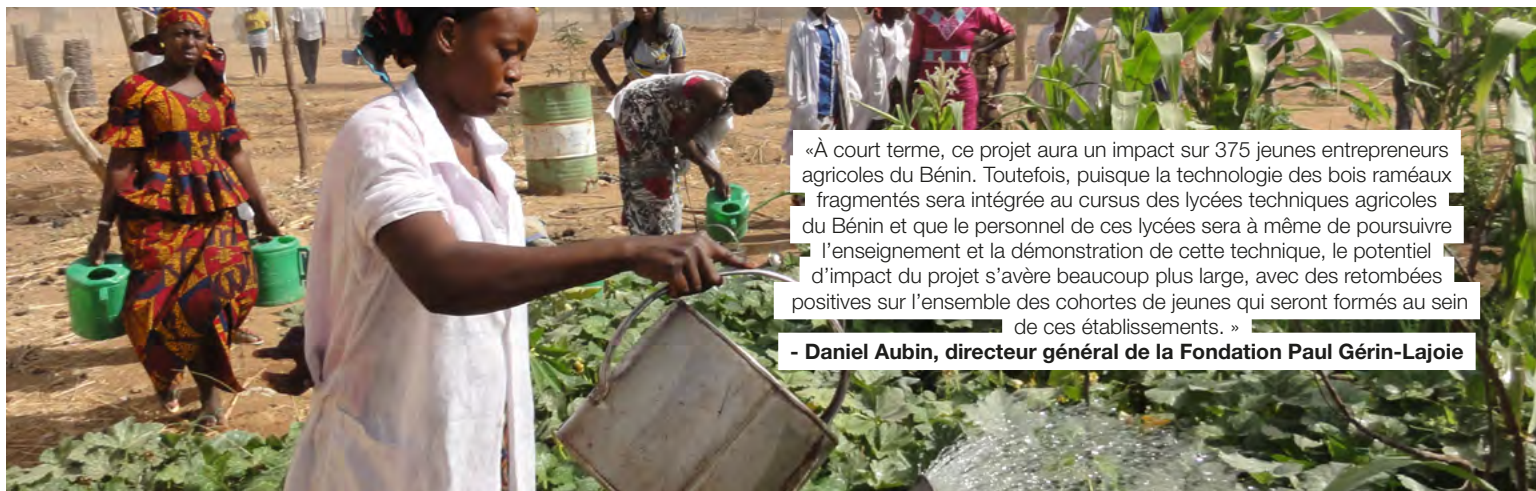 «À court terme, ce projet aura un impact sur 375 jeunes entrepreneurs
agricoles du Bénin. Toutefois, puisque la technologie des bois raméaux
fragmentés sera intégrée au cursus des lycées techniques agricoles
du Bénin et que le personnel de ces lycées sera à même de poursuivre
l’enseignement et la démonstration de cette technique, le potentiel
d’impact du projet s’avère beaucoup plus large, avec des retombées
positives sur l’ensemble des cohortes de jeunes qui seront formés au sein
de ces établissements. »
- Daniel Aubin, directeur général de la Fondation Paul Gérin-Lajoie